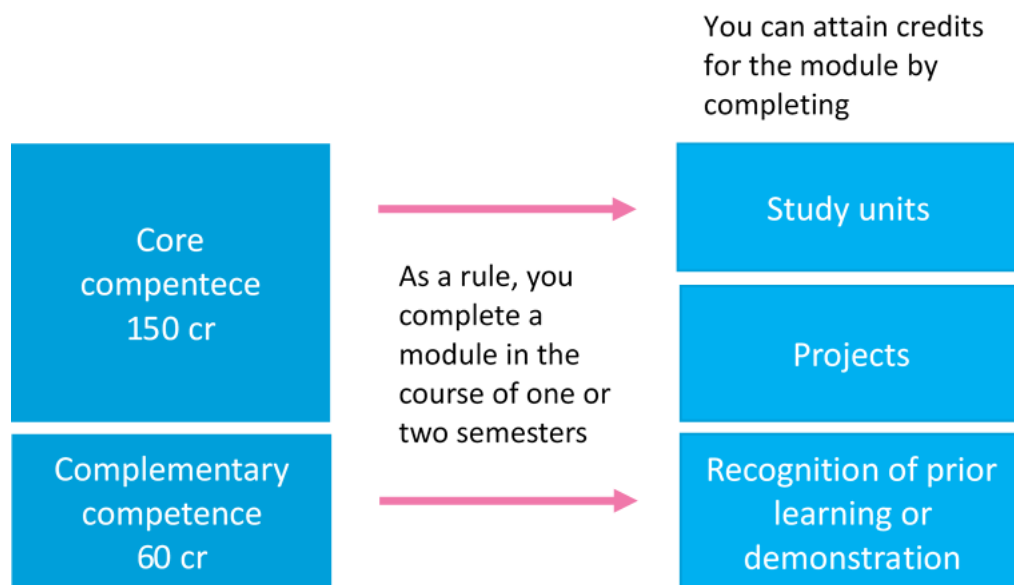 You can attain credits
for the module by
completing
Core
compentece
150 cr
Complementary
competence
60 cr
As a rule, you
complete a
module in the
course of one or
two semesters
Study units
Projects
Recognition of prior
learning or
demonstration